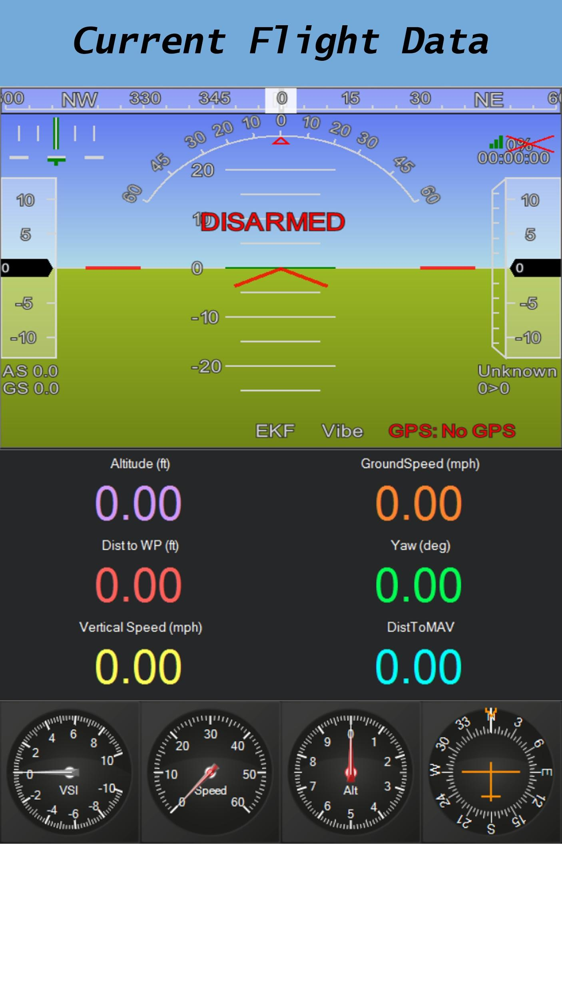 Current Flight Data
NW 330 345 0 15 30 NE
60 45 30 20 10 0 10 20 30 45 60
0%
00:00:00
20
10
DISARMED
0
-10
-20
10
5
0
-5
-10
10
5
0
-5
-10
AS 0.0
GS 0.0
Unknown
0>0
EKF Vibe GPS: No GPS
Altitude (ft) GroundSpeed (mph)
0.00 0.00
Dist to WP (ft) Yaw (deg)
0.00 0.00
Vertical Speed (mph) DistToMAV
0.00 0.00
0 2 4 6 8 10
VSI
-2 -4 -6 -8 -10
0 10 20 30 40 50 60
Speed
0 1 2 3 4 5 6 7 8 9
Alt
N 3 6 E 12 15 S 21 24 W 30 33